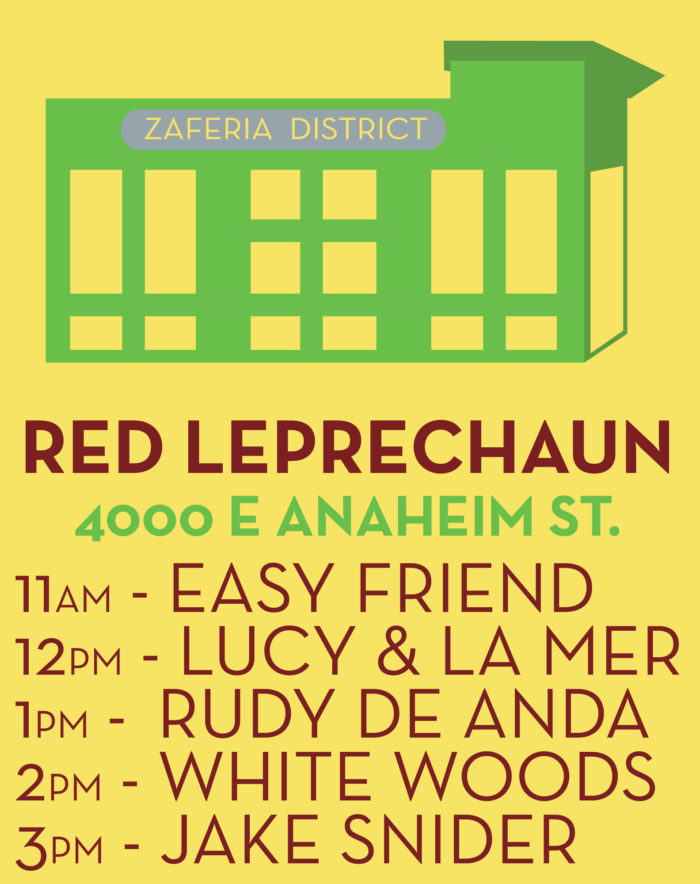 ZAFERIA DISTRICT
RED LEPRECHAUN
4000 E ANAHEIM ST.
11AM - EASY FRIEND
12PM - LUCY & LA MER
1PM - RUDY DE ANDA
2PM - WHITE WOODS
3PM - JAKE SNIDER